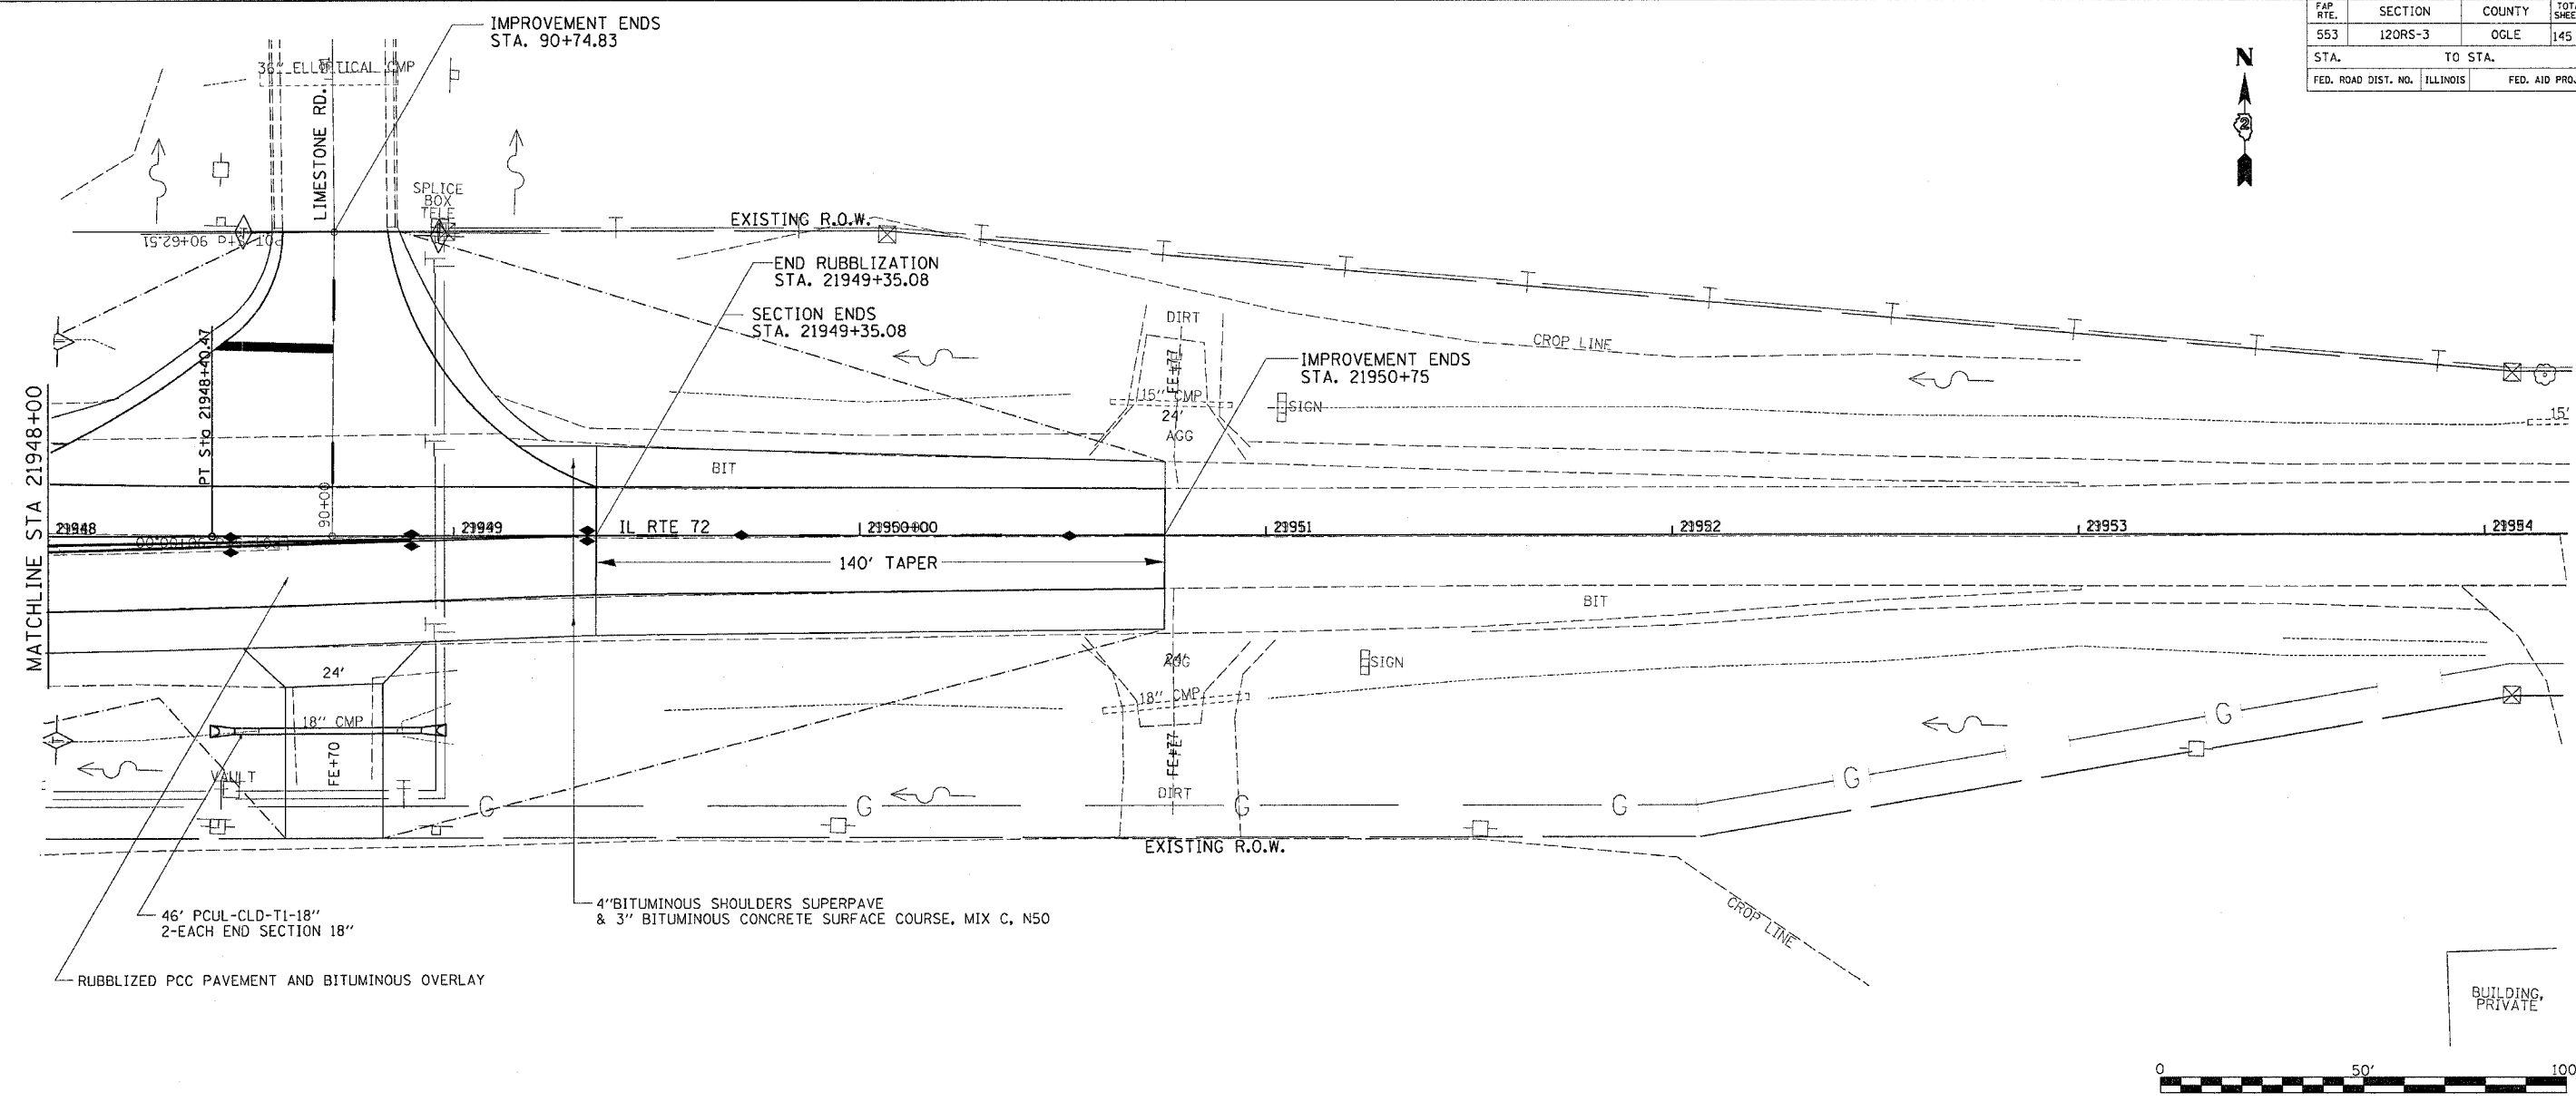 IMPROVEMENT ENDS
STA. 90+74.83
FAP RTE.
SECTION
COUNTY
553
120RS-3
OGLE
145
STA.
TO STA.
FED. ROAD DIST. NO.
ILLINOIS
FED. AID
N
2
36" ELLIPTICAL CMP
LIMESTONE RD.
SPLICE
BOX
TELE
EXISTING R.O.W.
POT Sta 90+62.51
END RUBBLIZATION
STA. 21949+35.08
SECTION ENDS
STA. 21949+35.08
DIRT
FE+77
CROP LINE
IMPROVEMENT ENDS
STA. 21950+75
15" CMP
24'
AGG
SIGN
15'
MATCHLINE STA 21948+00
PT Sta 21948+40.47
90+00
BIT
21948
21949
IL RTE 72
21950+00
21951
21952
21953
21954
140' TAPER
BIT
24'
AGG
24'
SIGN
18" CMP
18" CMP
FE+70
FE+77
VAULT
DIRT
G
G
G
G
G
G
EXISTING R.O.W.
CROP LINE
46' PCUL-CLD-T1-18"
2-EACH END SECTION 18"
4"BITUMINOUS SHOULDERS SUPERPAVE
& 3" BITUMINOUS CONCRETE SURFACE COURSE, MIX C, N50
RUBBLIZED PCC PAVEMENT AND BITUMINOUS OVERLAY
BUILDING,
PRIVATE
0
50'
100